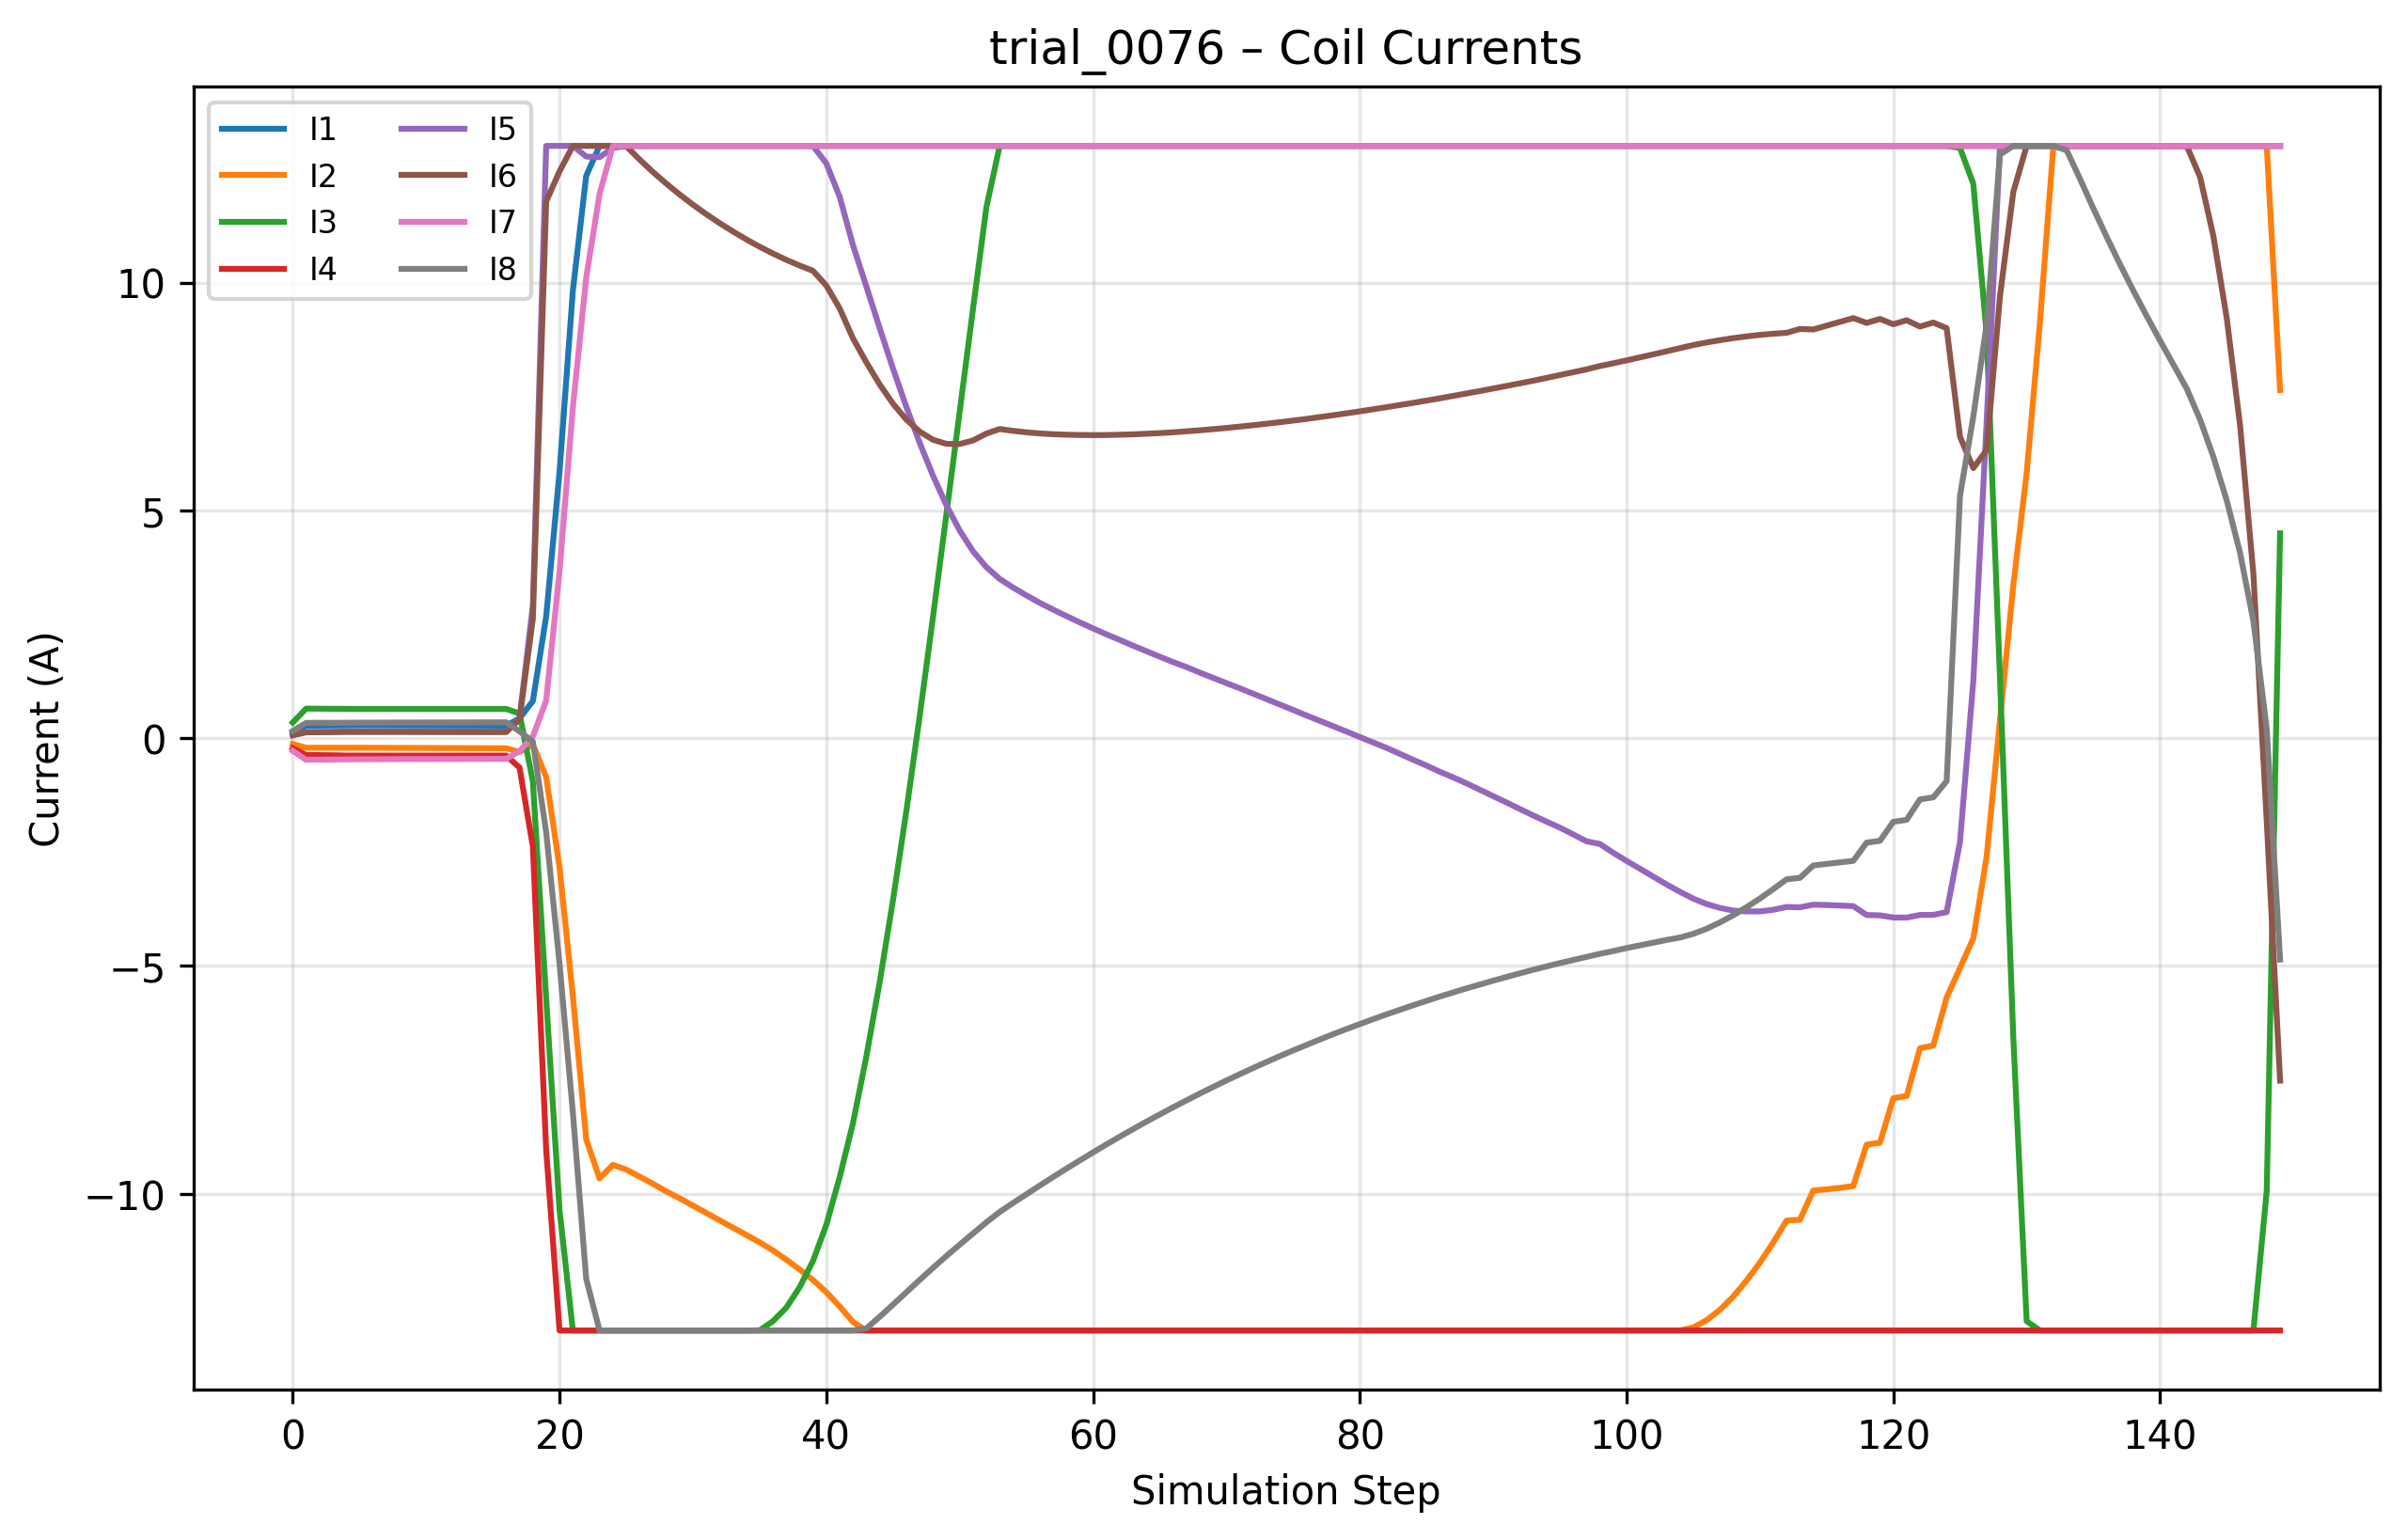 trial_0076 – Coil Currents
I1 I5
I2 I6
I3 I7
I4 I8
10
5
0
−5
−10
Current (A)
0 20 40 60 80 100 120 140
Simulation Step